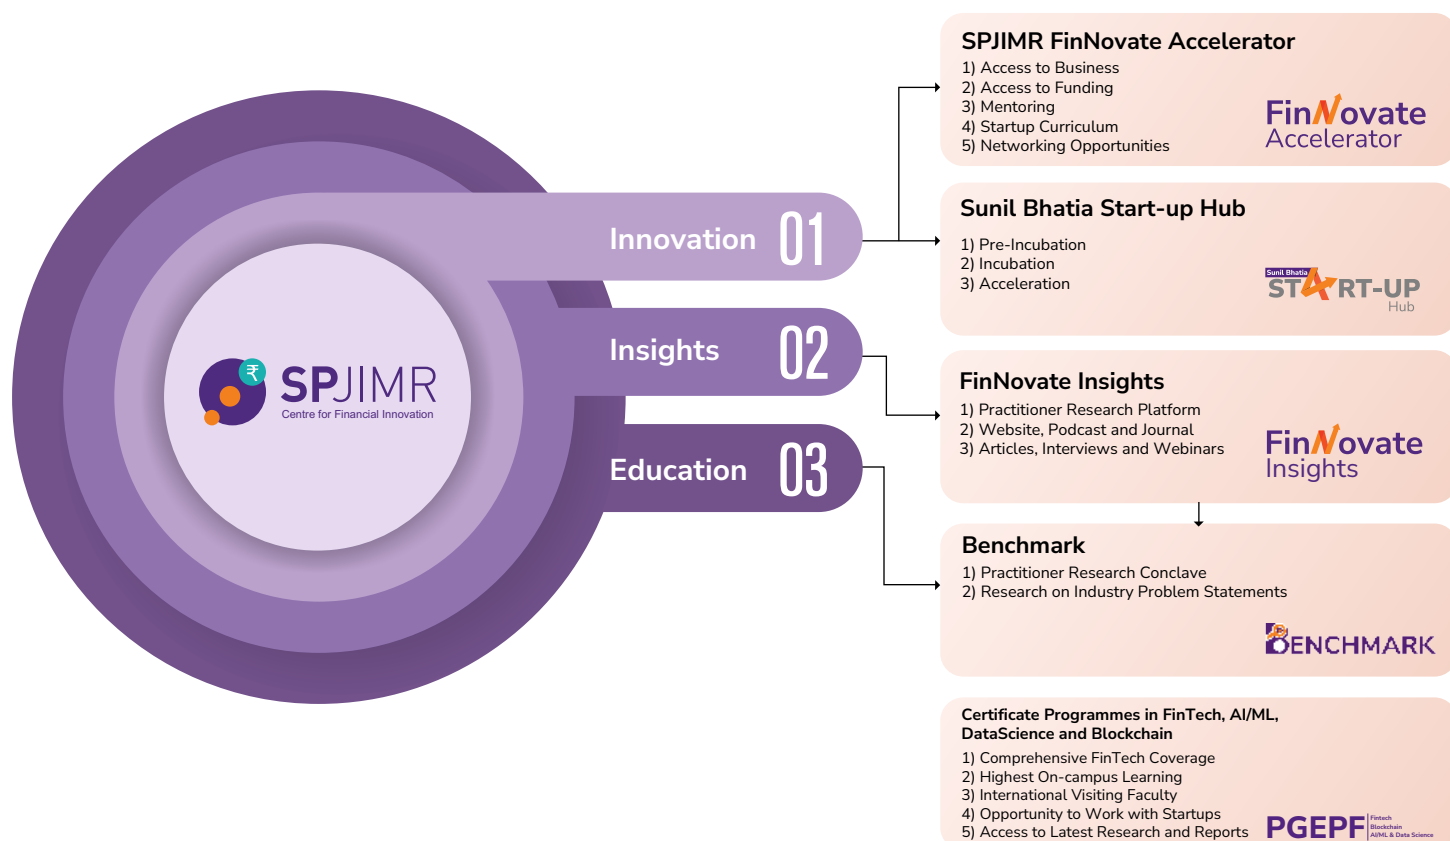 SPJIMR
Centre for Financial Innovation
₹
Innovation 01
Insights 02
Education 03
SPJIMR FinNovate Accelerator
1) Access to Business
2) Access to Funding
3) Mentoring
4) Startup Curriculum
5) Networking Opportunities
FinNovate
Accelerator
Sunil Bhatia Start-up Hub
1) Pre-Incubation
2) Incubation
3) Acceleration
Sunil Bhatia
START-UP
Hub
FinNovate Insights
1) Practitioner Research Platform
2) Website, Podcast and Journal
3) Articles, Interviews and Webinars
FinNovate
Insights
Benchmark
1) Practitioner Research Conclave
2) Research on Industry Problem Statements
BENCHMARK
Certificate Programmes in FinTech, AI/ML,
DataScience and Blockchain
1) Comprehensive FinTech Coverage
2) Highest On-campus Learning
3) International Visiting Faculty
4) Opportunity to Work with Startups
5) Access to Latest Research and Reports
PGEPF
Fintech
Blockchain
AI/ML & Data Science